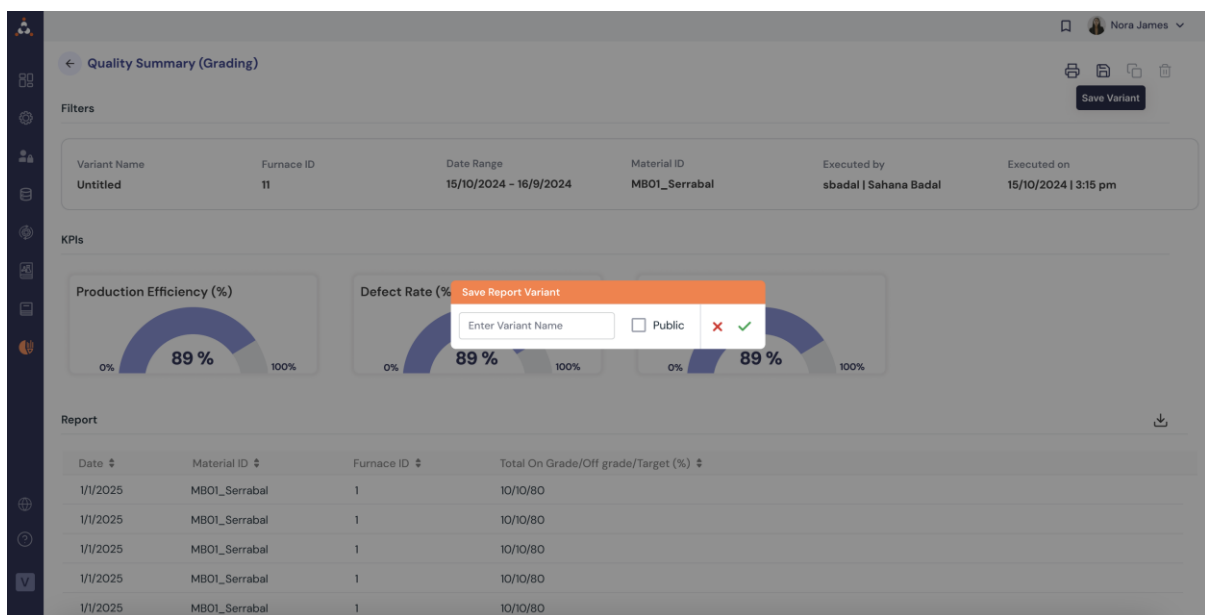 Nora James
Quality Summary (Grading)
Save Variant
Filters
Variant Name Furnace ID Date Range Material ID Executed by Executed on
Untitled 11 15/10/2024 - 16/9/2024 MB01_Serrabal sbadal | Sahana Badal 15/10/2024 | 3:15 pm
KPIs
Production Efficiency (%) Defect Rate (%
Save Report Variant
Enter Variant Name Public
0% 89 % 100% 0% 89 % 100% 0% 89 % 100%
Report
Date Material ID Furnace ID Total On Grade/Off grade/Target (%)
1/1/2025 MB01_Serrabal 1 10/10/80
1/1/2025 MB01_Serrabal 1 10/10/80
1/1/2025 MB01_Serrabal 1 10/10/80
1/1/2025 MB01_Serrabal 1 10/10/80
1/1/2025 MB01_Serrabal 1 10/10/80
V